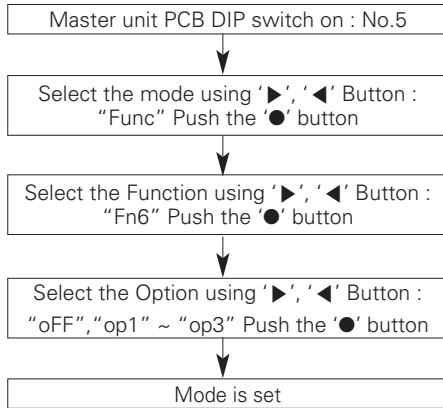 Master unit PCB DIP switch on : No.5
Select the mode using ‘▶’, ‘◀’ Button :
“Func” Push the ‘●’ button
Select the Function using ‘▶’, ‘◀’ Button :
“Fn6” Push the ‘●’ button
Select the Option using ‘▶’, ‘◀’ Button :
“oFF”,“op1” ~ “op3” Push the ‘●’ button
Mode is set